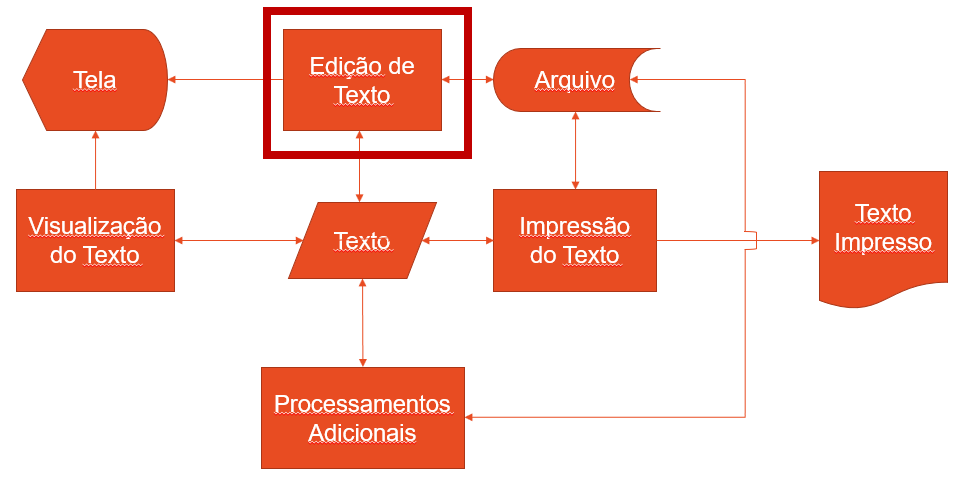 Tela
Edição de
Texto
Arquivo
Visualização
do Texto
Texto
Impressão
do Texto
Texto
Impresso
Processamentos
Adicionais